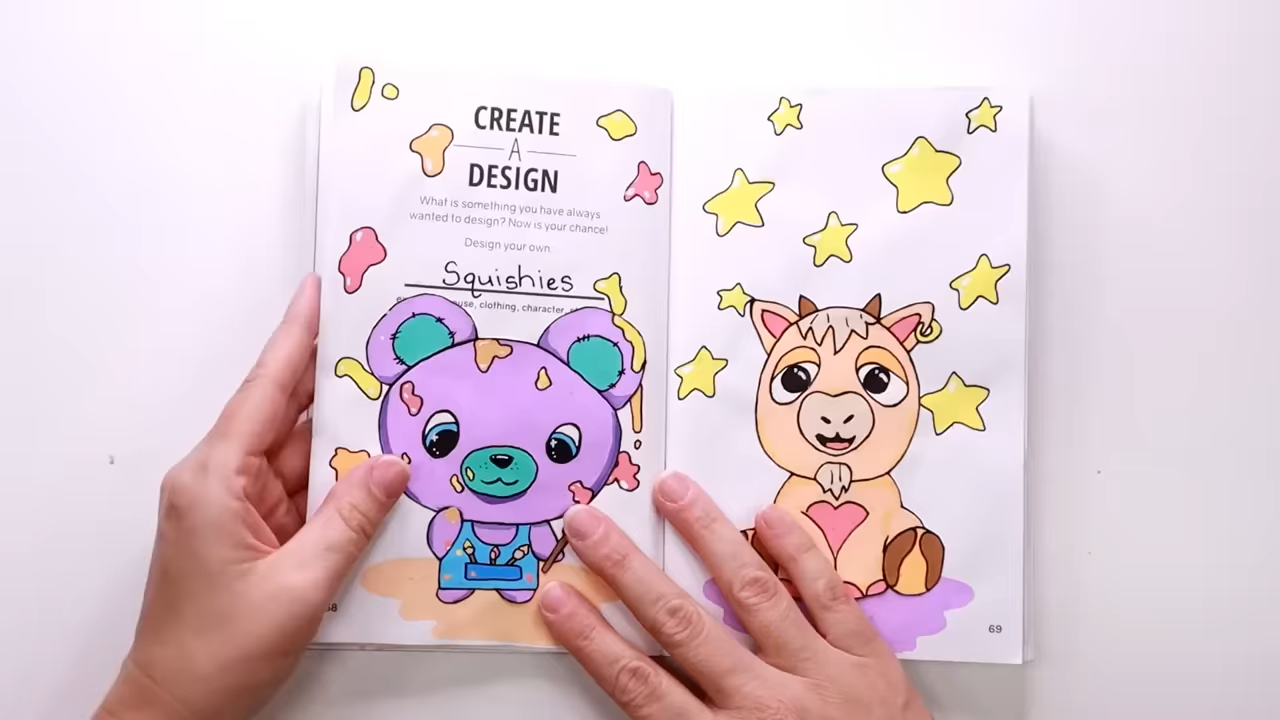 CREATE
A
DESIGN
What is something you have always
wanted to design? Now is your chance!
Design your own:
Squishies
clothing, character,
68
69